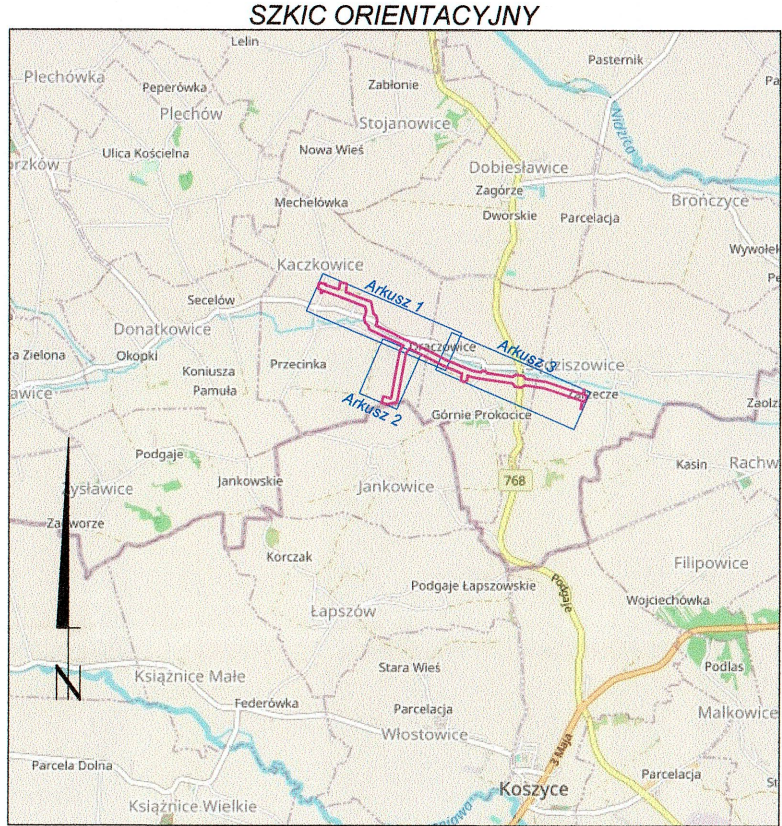 SZKIC ORIENTACYJNY
Lelin
Pasternik
Plechówka
Peperówka
Zabłonie
Plechów
Stojanowice
Nidzica
Ulica Kościelna
Nowa Wieś
Dobiesławice
Zagórze
Brończyce
Mechelówka
Dworskie
Parcelacja
Kaczkowice
Secelów
Arkusz 1
Donatkowice
Arkusz 3
Okopki
Przecinka
Koniusza
Pamuła
Arkusz 2
Górnie Prokocice
Podgaje
Jankowskie
Jankowice
768
Kasin
Korczak
Filipowice
Podgaje Łapszowskie
Podgaje
Wojciechówka
Łapszów
Stara Wieś
Podlas
N
Książnice Małe
Federówka
Parcelacja
Małkowice
Włostowice
3 Maja
Parcela Dolna
Parcelacja
Koszyce
Książnice Wielkie